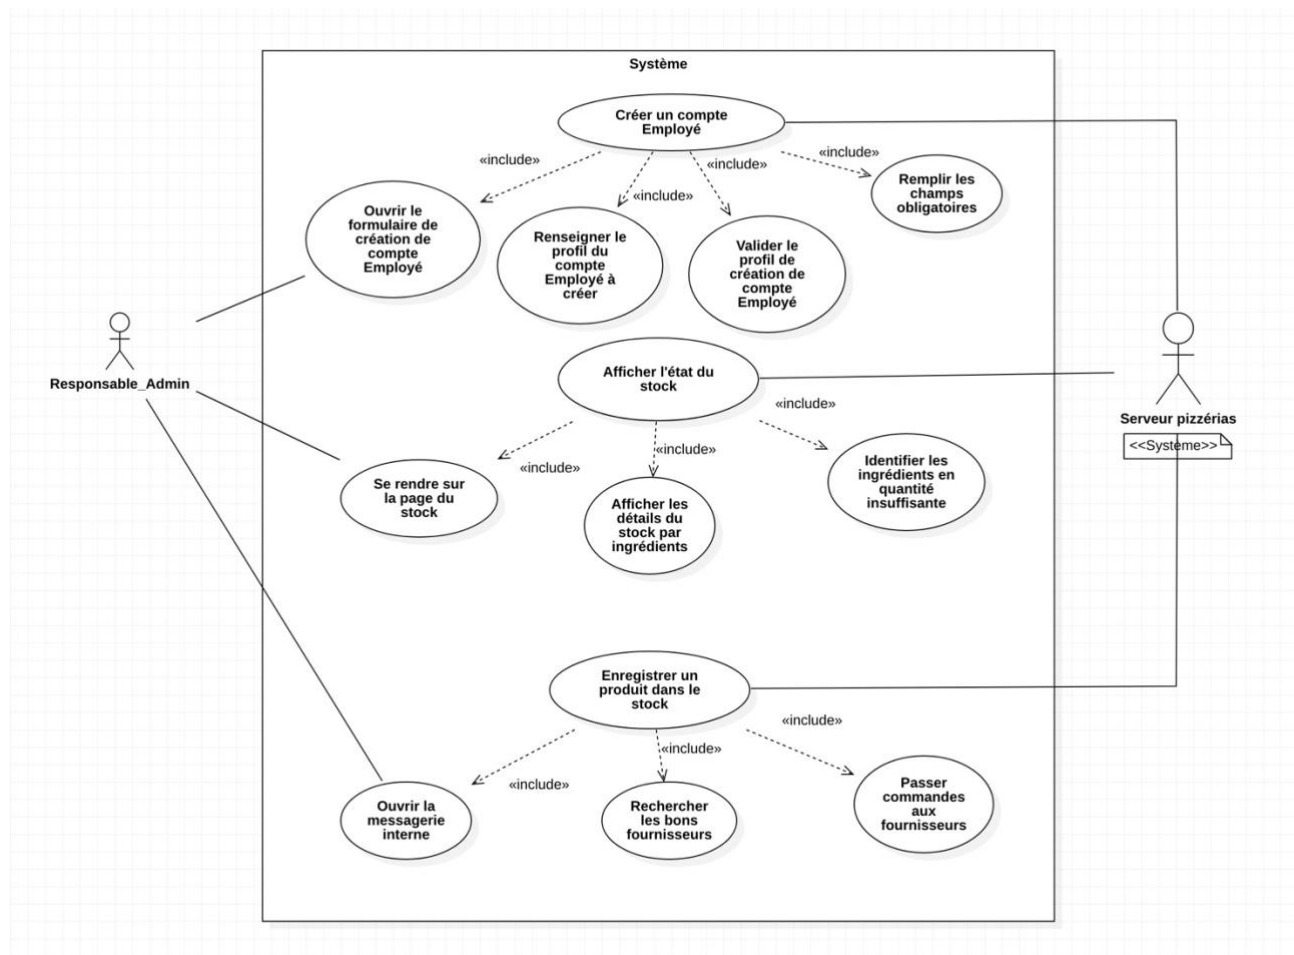 Système
Créer un compte
Employé
«include»
«include»
«include»
«include»
Remplir les
champs
obligatoires
Ouvrir le
formulaire de
création de
compte
Employé
Renseigner le
profil du
compte
Employé à
créer
Valider le
profil de
création de
compte
Employé
Responsable_Admin
Serveur pizzérias
<<Système>>
Afficher l'état du
stock
«include»
«include»
«include»
Se rendre sur
la page du
stock
Afficher les
détails du
stock par
ingrédients
Identifier les
ingrédients en
quantité
insuffisante
Enregistrer un
produit dans le
stock
«include»
«include»
«include»
Ouvrir la
messagerie
interne
Rechercher
les bons
fournisseurs
Passer
commandes
aux
fournisseurs